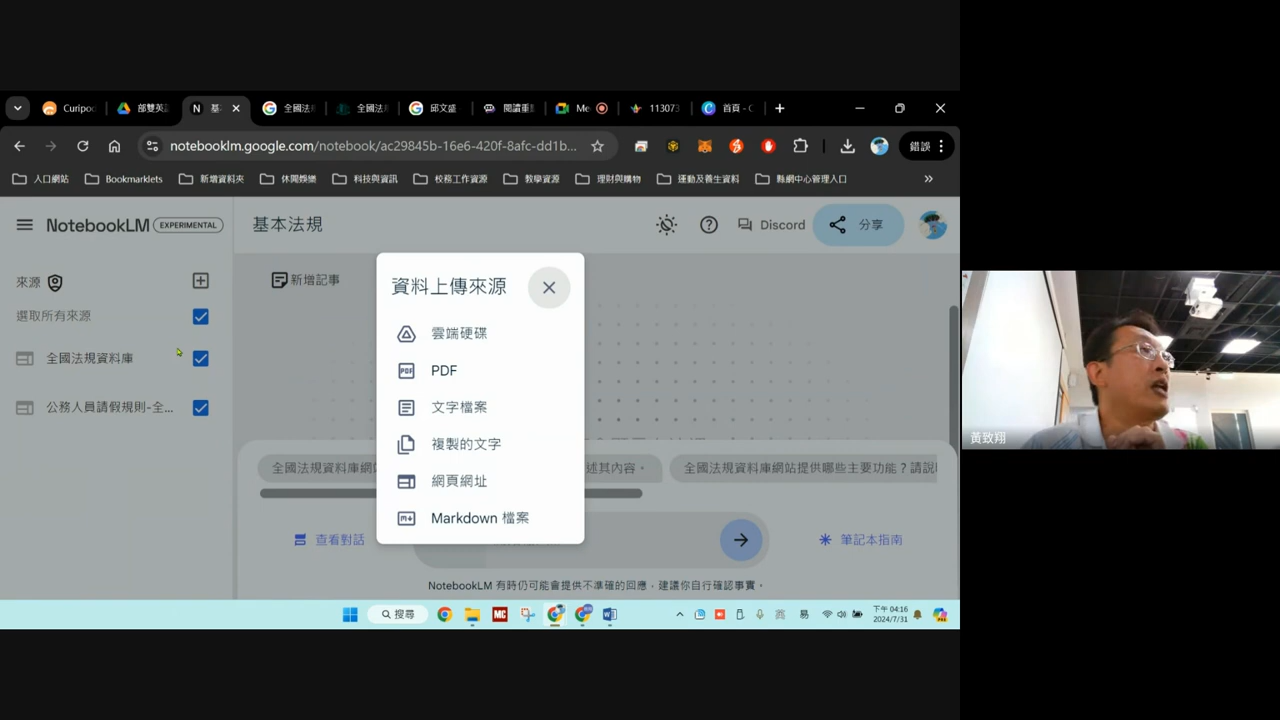 Curipo
部雙英
基
全國法規
全國法規
邱文盛
閱讀重
Me
11307
首頁 - C
notebooklm.google.com/notebook/ac29845b-16e6-420f-8afc-dd1b...
錯誤
人口網站
Bookmarklets
新增資料夾
休閒娛樂
科技與資訊
校務工作資源
教學資源
理財與購物
運動及養生資料
縣網中心管理入口
NotebookLM
EXPERIMENTAL
基本法規
Discord
分享
來源
新增記事
選取所有來源
全國法規資料庫
公務人員請假規則-全...
資料上傳來源
雲端硬碟
PDF
文字檔案
複製的文字
網頁網址
Markdown 檔案
全國法規資料庫網
述其內容。
全國法規資料庫網站提供哪些主要功能？請說
查看對話
筆記本指南
NotebookLM 有時仍可能會提供不準確的回應，建議你自行確認事實。
搜尋
MC
英
下午 04:16
2024/7/31
黃致翔